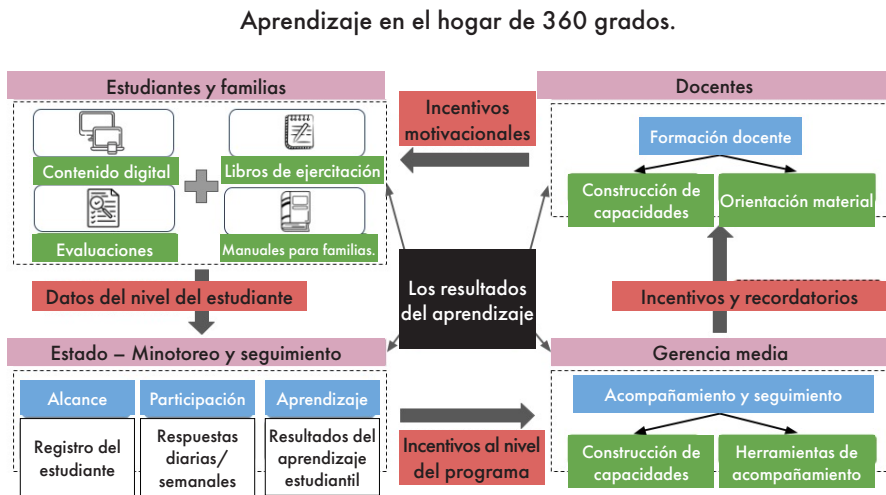 Aprendizaje en el hogar de 360 grados.
Estudiantes y familias
Contenido digital
Libros de ejercitación
Evaluaciones
Manuales para familias.
Incentivos
motivacionales
Docentes
Formación docente
Construcción de
capacidades
Orientación material
Datos del nivel del estudiante
Los resultados
del aprendizaje
Incentivos y recordatorios
Estado – Minotoreo y seguimiento
Alcance
Participación
Aprendizaje
Registro del
estudiante
Respuestas
diarias/
semanales
Resultados del
aprendizaje
estudiantil
Incentivos al nivel
del programa
Gerencia media
Acompañamiento y seguimiento
Construcción de
capacidades
Herramientas de
acompañamiento